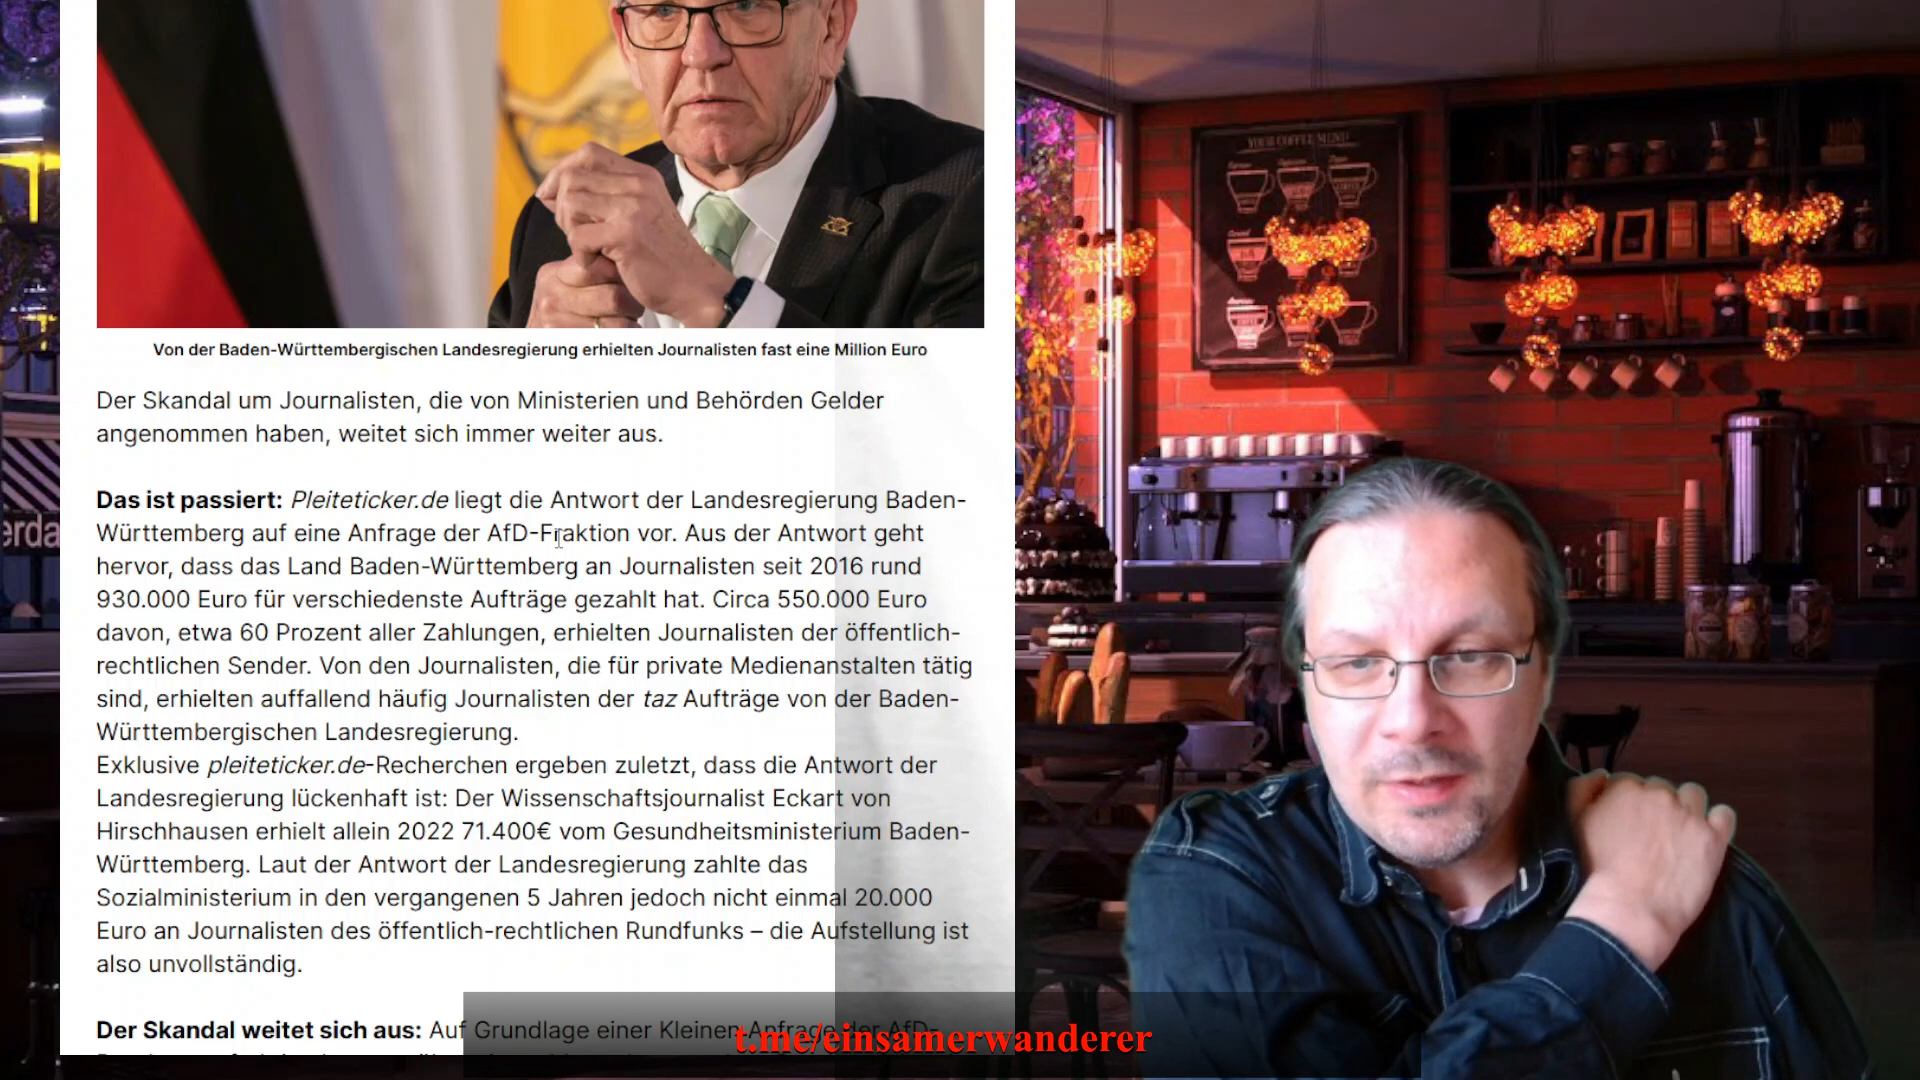 Von der Baden-Württembergischen Landesregierung erhielten Journalisten fast eine Million Euro
Der Skandal um Journalisten, die von Ministerien und Behörden Gelder
angenommen haben, weitet sich immer weiter aus.
Das ist passiert: Pleiteticker.de liegt die Antwort der Landesregierung Baden-
Württemberg auf eine Anfrage der AfD-Fraktion vor. Aus der Antwort geht
hervor, dass das Land Baden-Württemberg an Journalisten seit 2016 rund
930.000 Euro für verschiedenste Aufträge gezahlt hat. Circa 550.000 Euro
davon, etwa 60 Prozent aller Zahlungen, erhielten Journalisten der öffentlich-
rechtlichen Sender. Von den Journalisten, die für private Medienanstalten tätig
sind, erhielten auffallend häufig Journalisten der taz Aufträge von der Baden-
Württembergischen Landesregierung.
Exklusive pleiteticker.de-Recherchen ergeben zuletzt, dass die Antwort der
Landesregierung lückenhaft ist: Der Wissenschaftsjournalist Eckart von
Hirschhausen erhielt allein 2022 71.400€ vom Gesundheitsministerium Baden-
Württemberg. Laut der Antwort der Landesregierung zahlte das
Sozialministerium in den vergangenen 5 Jahren jedoch nicht einmal 20.000
Euro an Journalisten des öffentlich-rechtlichen Rundfunks – die Aufstellung ist
also unvollständig.
Der Skandal weitet sich aus: Auf Grundlage einer Kleinen Anfrage der AfD-
t.me/einsamerwanderer
YOUR COFFEE MENU
erda